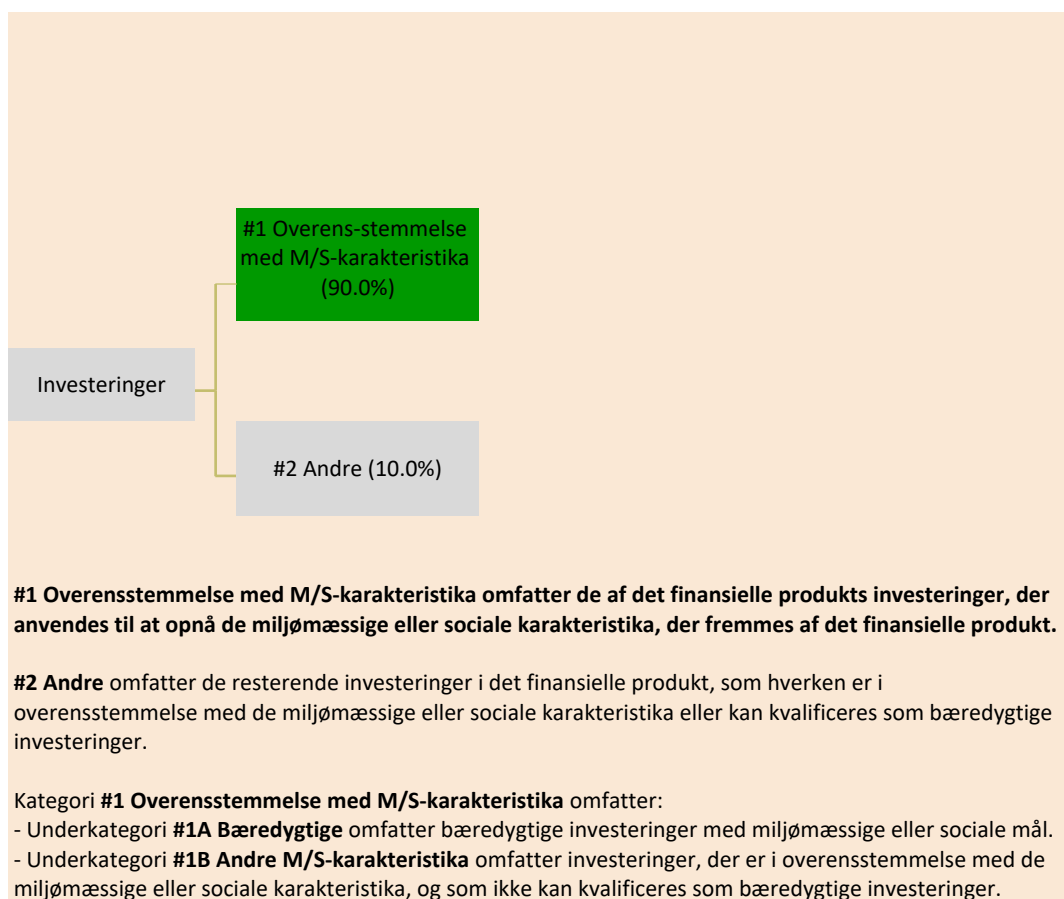 #1 Overens-stemmelse
med M/S-karakteristika
(90.0%)
Investeringer
#2 Andre (10.0%)
#1 Overensstemmelse med M/S-karakteristika omfatter de af det finansielle produkts investeringer, der
anvendes til at opnå de miljømæssige eller sociale karakteristika, der fremmes af det finansielle produkt.
#2 Andre omfatter de resterende investeringer i det finansielle produkt, som hverken er i
overensstemmelse med de miljømæssige eller sociale karakteristika eller kan kvalificeres som bæredygtige
investeringer.
Kategori #1 Overensstemmelse med M/S-karakteristika omfatter:
- Underkategori #1A Bæredygtige omfatter bæredygtige investeringer med miljømæssige eller sociale mål.
- Underkategori #1B Andre M/S-karakteristika omfatter investeringer, der er i overensstemmelse med de
miljømæssige eller sociale karakteristika, og som ikke kan kvalificeres som bæredygtige investeringer.